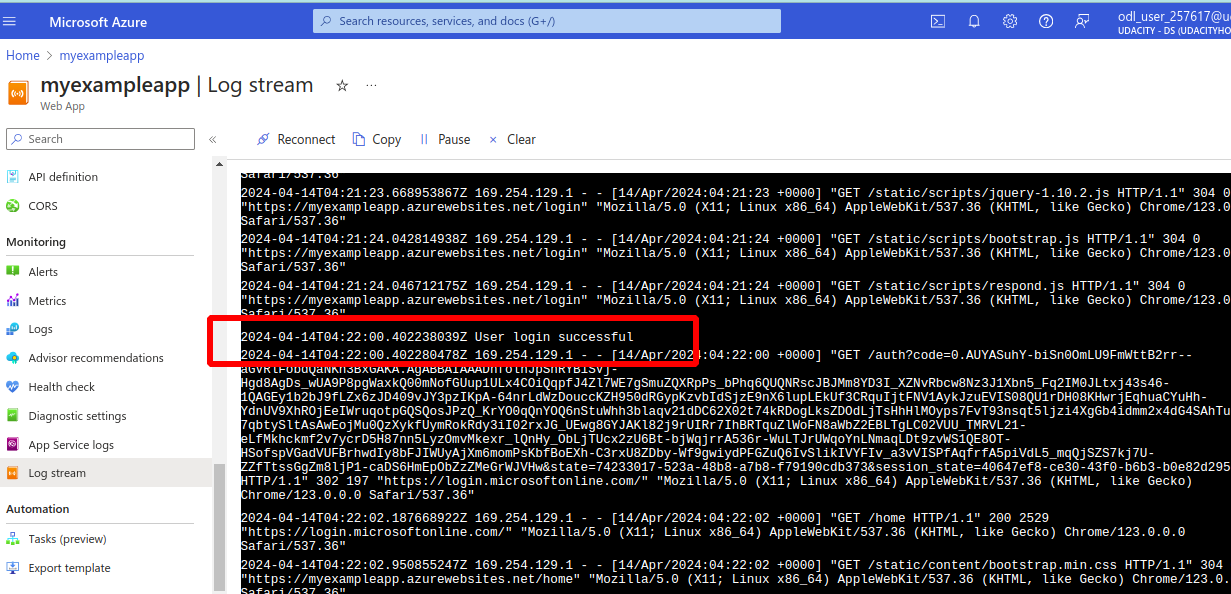 Microsoft Azure
Search resources, services, and docs (G+/)
odl_user_257617@u
UDACITY - DS (UDACITYHO
Home > myexampleapp
myexampleapp | Log stream
Web App
Search
Reconnect Copy Pause Clear
API definition
CORS
Monitoring
Alerts
Metrics
Logs
Advisor recommendations
Health check
Diagnostic settings
App Service logs
Log stream
Automation
Tasks (preview)
Export template
Safari/537.36"
2024-04-14T04:21:23.668953867Z 169.254.129.1 - - [14/Apr/2024:04:21:23 +0000] "GET /static/scripts/jquery-1.10.2.js HTTP/1.1" 304 0
"https://myexampleapp.azurewebsites.net/login" "Mozilla/5.0 (X11; Linux x86_64) AppleWebKit/537.36 (KHTML, like Gecko) Chrome/123.0
Safari/537.36"
2024-04-14T04:21:24.042814938Z 169.254.129.1 - - [14/Apr/2024:04:21:24 +0000] "GET /static/scripts/bootstrap.js HTTP/1.1" 304 0
"https://myexampleapp.azurewebsites.net/login" "Mozilla/5.0 (X11; Linux x86_64) AppleWebKit/537.36 (KHTML, like Gecko) Chrome/123.0
Safari/537.36"
2024-04-14T04:21:24.046712175Z 169.254.129.1 - - [14/Apr/2024:04:21:24 +0000] "GET /static/scripts/respond.js HTTP/1.1" 304 0
"https://myexampleapp.azurewebsites.net/login" "Mozilla/5.0 (X11; Linux x86_64) AppleWebKit/537.36 (KHTML, like Gecko) Chrome/123.0
Safari/537.36"
2024-04-14T04:22:00.402238039Z User login successful
2024-04-14T04:22:00.402280478Z 169.254.129.1 - - [14/Apr/2024:04:22:00 +0000] "GET /auth?code=0.AUYASuhY-biSn0OmLU9FmWttB2rr--
Hgd8AgDs_wUA9P8pgWaxkQ00mNofGUup1ULx4COiQqpfJ4Zl7WE7gSmuZQXRpPs_bPhq6QUQNRscJBJMm8YD3I_XZNvRbcw8Nz3J1Xbn5_Fq2IM0JLtxj43s46-
1QAGEy1b2bJ9fLZx6zJD409vJY3pzIKpA-64nrLdWzDouccKZH950dRGypKzvbIdSjzE9nX6lupLEkUf3CRquIjtFNV1AykJzuEVIS08QU1rDH08KHwrjEqhuaCYuHh-
YdnUV9XhROjEeIWruqotpGQSQosJPzQ_KrYO0qQnYOQ6nStuWhh3blaqv21dDC62X02t74kRDogLksZDOdLjTsHhHlMOyps7FvT93nsqt5ljzi4XgGb4idmm2x4dG4SAhTu
7qbtySltAsAwEojMu0QzXykfUymRokRdy3iI02rxJG_UEwg8GYJAKl82j9rUIRr7IhBRTquZlWoFN8aWbZ2EBLTgLC02VUU_TMRVL21-
eLfMkhckmf2v7ycrD5H87nn5LyzOmvMkexr_lQnHy_ObLjTUcx2zU6Bt-bjWqjrrA536r-WuLTJrUWqoYnLNmaqLDt9zvWS1QE8OT-
HSofspVGadVUFBrhwdIy8bFJIWUyAjXm6momPsKbfBoEXh-C3rxU8ZDby-Wf9gwiydPFGZuQ6IvSlikIVYFIv_a3vVISPfAqfrfA5piVdL5_mqQjSZS7kj7U-
ZZfTtssGgZm8ljP1-caDS6HmEpObZzZMeGrWJVHw&state=74233017-523a-48b8-a7b8-f79190cdb373&session_state=40647ef8-ce30-43f0-b6b3-b0e82d295
HTTP/1.1" 302 197 "https://login.microsoftonline.com/" "Mozilla/5.0 (X11; Linux x86_64) AppleWebKit/537.36 (KHTML, like Gecko)
Chrome/123.0.0.0 Safari/537.36"
2024-04-14T04:22:02.187668922Z 169.254.129.1 - - [14/Apr/2024:04:22:02 +0000] "GET /home HTTP/1.1" 200 2529
"https://login.microsoftonline.com/" "Mozilla/5.0 (X11; Linux x86_64) AppleWebKit/537.36 (KHTML, like Gecko) Chrome/123.0.0.0
Safari/537.36"
2024-04-14T04:22:02.950855247Z 169.254.129.1 - - [14/Apr/2024:04:22:02 +0000] "GET /static/content/bootstrap.min.css HTTP/1.1" 304
"https://myexampleapp.azurewebsites.net/home" "Mozilla/5.0 (X11; Linux x86_64) AppleWebKit/537.36 (KHTML, like Gecko) Chrome/123.0
Safari/537.36"